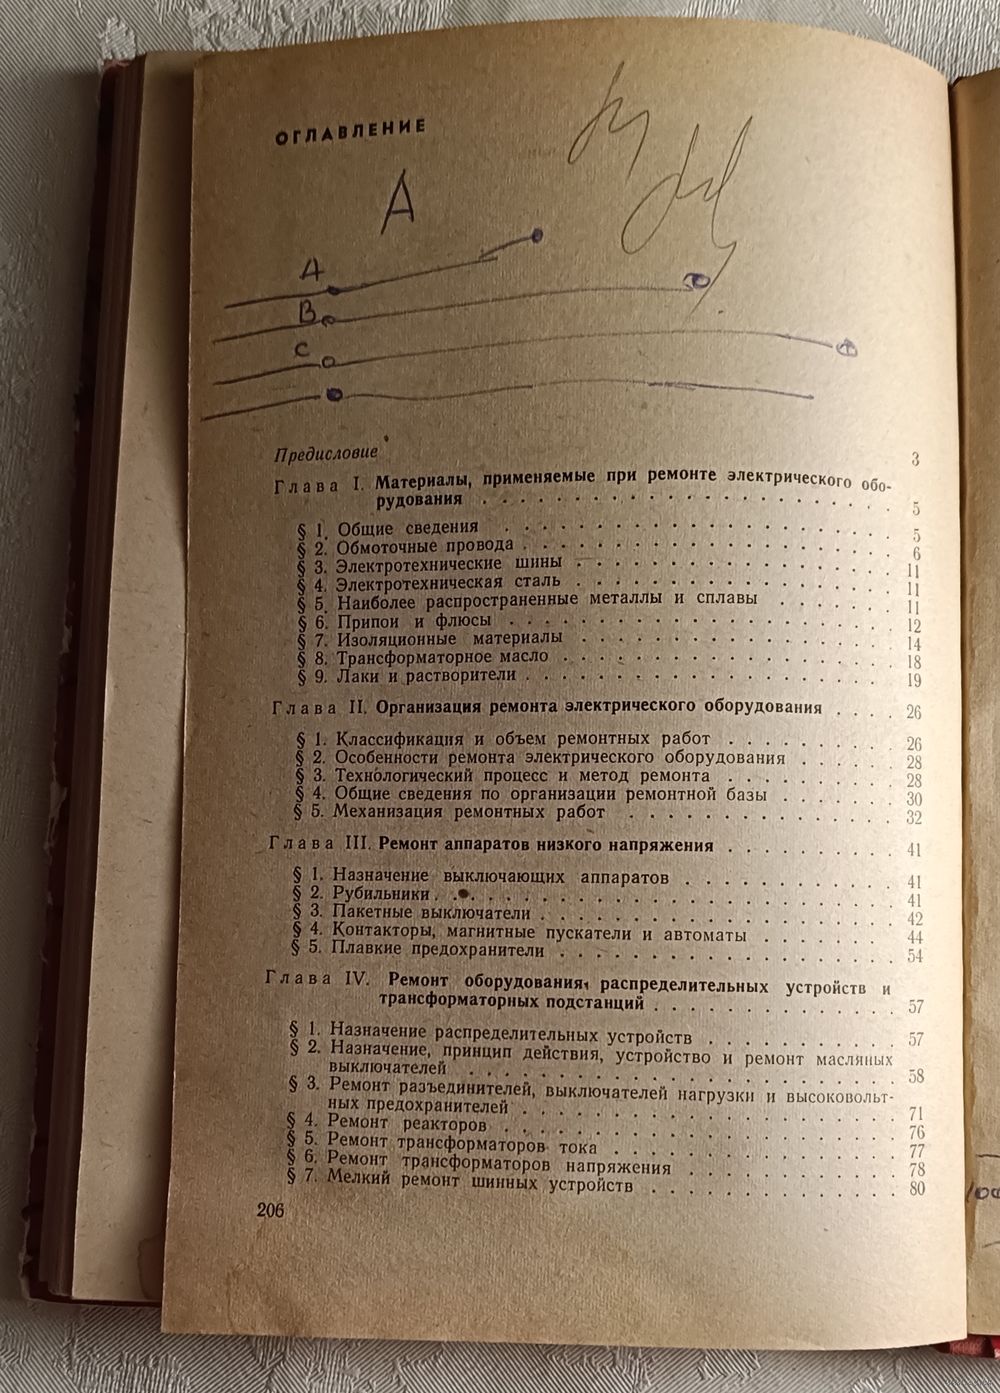 ОГЛАВЛЕНИЕ
A
A
B
C
Предисловие 3
Глава I. Материалы, применяемые при ремонте электрического обо-
рудования . . . . . . . . . . . . . . . . . . . . 5
§ 1. Общие сведения . . . . . . . . . . . . . . . . . . 5
§ 2. Обмоточные провода . . . . . . . . . . . . . . . . . 6
§ 3. Электротехнические шины . . . . . . . . . . . . . . . 11
§ 4. Электротехническая сталь . . . . . . . . . . . . . . . 11
§ 5. Наиболее распространенные металлы и сплавы . . . . . . 11
§ 6. Припои и флюсы . . . . . . . . . . . . . . . . . . 12
§ 7. Изоляционные материалы . . . . . . . . . . . . . . . 14
§ 8. Трансформаторное масло . . . . . . . . . . . . . . . 18
§ 9. Лаки и растворители . . . . . . . . . . . . . . . . . 19
Глава II. Организация ремонта электрического оборудования . . . . 26
§ 1. Классификация и объем ремонтных работ . . . . . . . . . 26
§ 2. Особенности ремонта электрического оборудования . . . . . 28
§ 3. Технологический процесс и метод ремонта . . . . . . . . . 28
§ 4. Общие сведения по организации ремонтной базы . . . . . . 30
§ 5. Механизация ремонтных работ . . . . . . . . . . . . . 32
Глава III. Ремонт аппаратов низкого напряжения . . . . . . . . . 41
§ 1. Назначение выключающих аппаратов . . . . . . . . . . . 41
§ 2. Рубильники . . . . . . . . . . . . . . . . . . . . 41
§ 3. Пакетные выключатели . . . . . . . . . . . . . . . . 42
§ 4. Контакторы, магнитные пускатели и автоматы . . . . . . . 44
§ 5. Плавкие предохранители . . . . . . . . . . . . . . . 54
Глава IV. Ремонт оборудования, распределительных устройств и
трансформаторных подстанций . . . . . . . . . . . . 57
§ 1. Назначение распределительных устройств . . . . . . . . . 57
§ 2. Назначение, принцип действия, устройство и ремонт масляных
выключателей . . . . . . . . . . . . . . . . . . . 58
§ 3. Ремонт разъединителей, выключателей нагрузки и высоковольт-
ных предохранителей . . . . . . . . . . . . . . . . . 71
§ 4. Ремонт реакторов . . . . . . . . . . . . . . . . . . 76
§ 5. Ремонт трансформаторов тока . . . . . . . . . . . . . 77
§ 6. Ремонт трансформаторов напряжения . . . . . . . . . . 78
§ 7. Мелкий ремонт шинных устройств . . . . . . . . . . . . 80
206